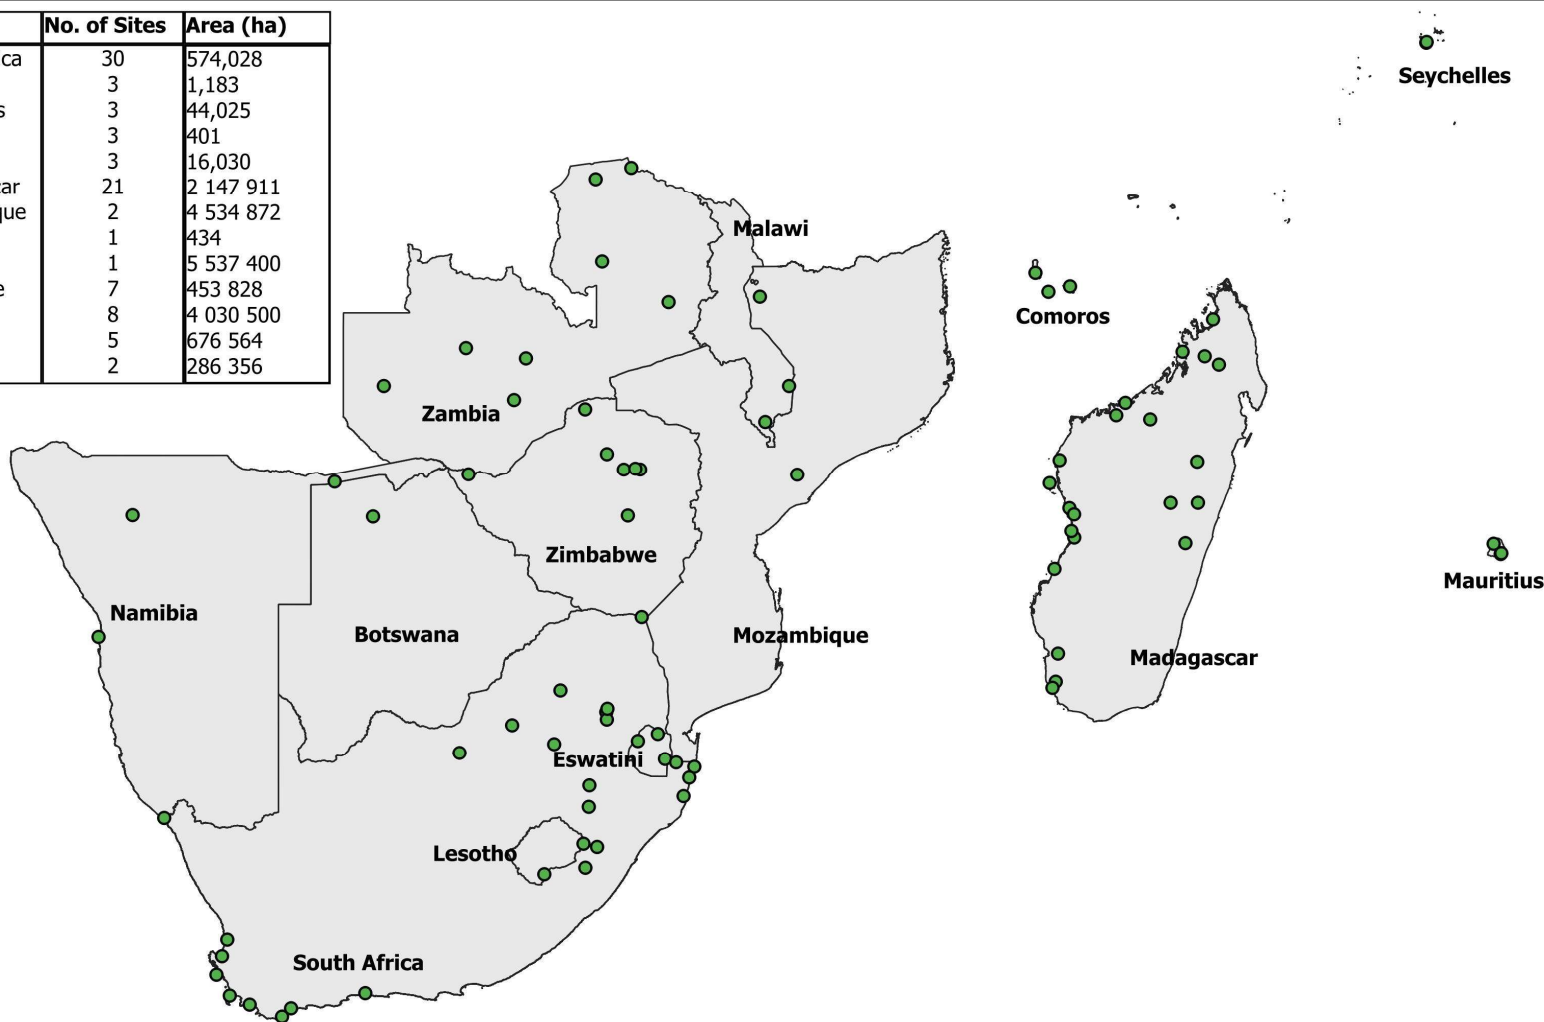 No. of Sites Area (ha)
ca 30 574,028
3 1,183
s 3 44,025
3 401
3 16,030
car 21 2 147 911
que 2 4 534 872
1 434
1 5 537 400
e 7 453 828
8 4 030 500
5 676 564
2 286 356
Seychelles
Malawi
Comoros
Zambia
Zimbabwe
Mauritius
Namibia
Botswana
Mozambique
Madagascar
Eswatini
Lesotho
South Africa